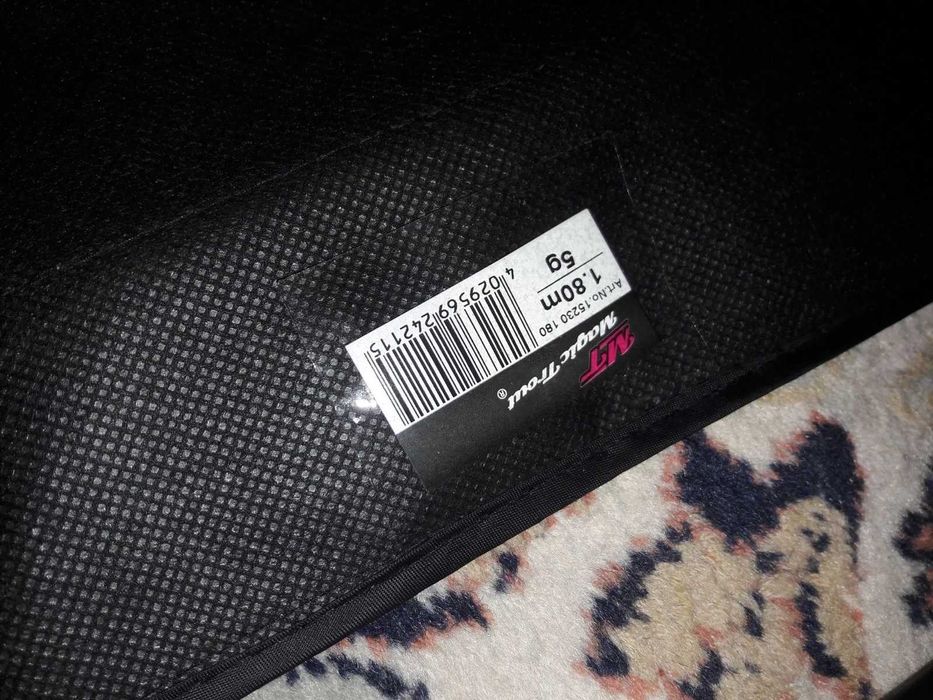 MT Magic Trout®
Art.No.15230 180
1.80m
5g
4 029569 242115